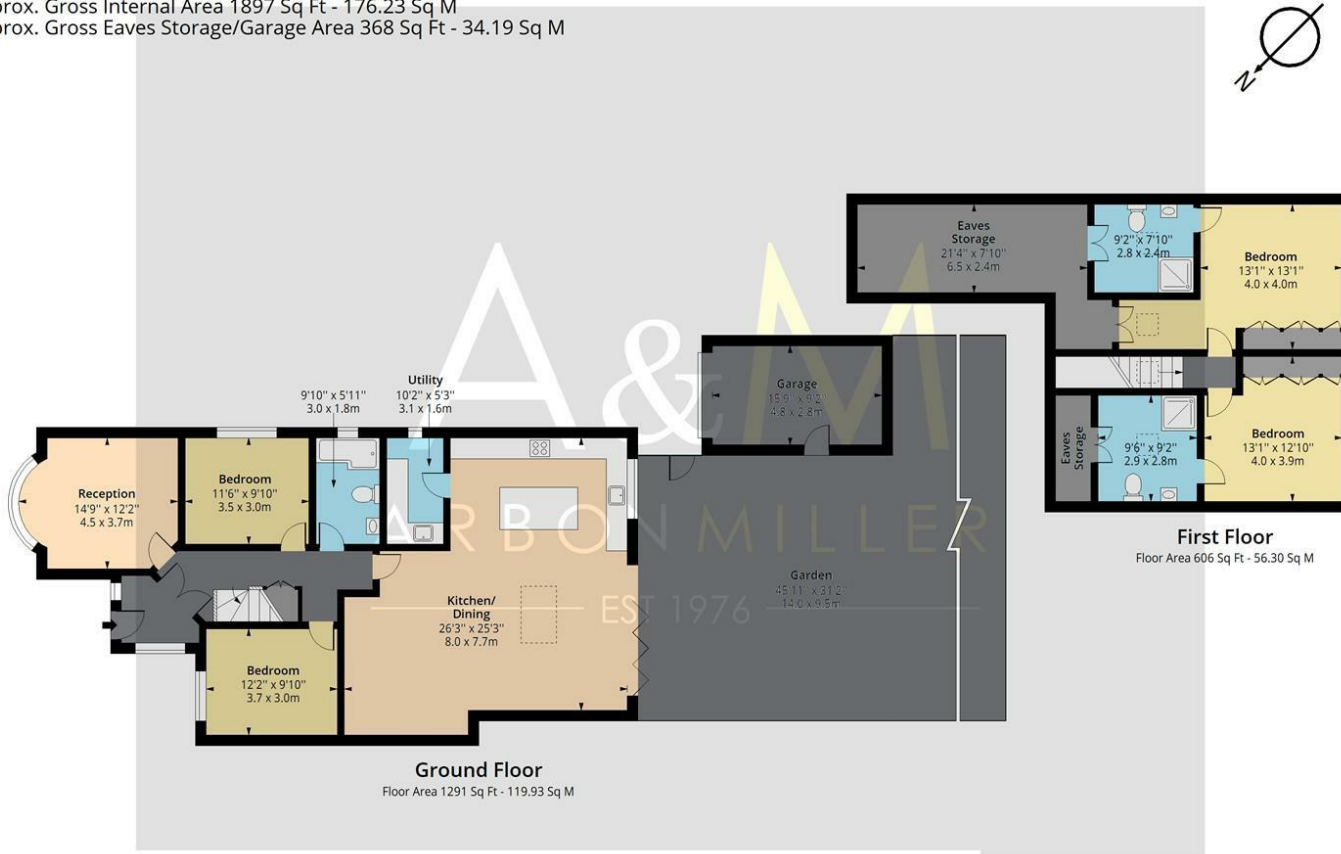 prox. Gross Internal Area 1897 Sq Ft - 176.23 Sq M
prox. Gross Eaves Storage/Garage Area 368 Sq Ft - 34.19 Sq M
N
Eaves
Storage
21'4" x 7'10"
6.5 x 2.4m
9'2" x 7'10"
2.8 x 2.4m
Bedroom
13'1" x 13'1"
4.0 x 4.0m
Eaves
Storage
9'6" x 9'2"
2.9 x 2.8m
Bedroom
13'1" x 12'10"
4.0 x 3.9m
First Floor
Floor Area 606 Sq Ft - 56.30 Sq M
A&M
ARBON MILLER
EST 1976
Garage
15'9" x 9'2"
4.8 x 2.8m
Utility
10'2" x 5'3"
3.1 x 1.6m
9'10" x 5'11"
3.0 x 1.8m
Reception
14'9" x 12'2"
4.5 x 3.7m
Bedroom
11'6" x 9'10"
3.5 x 3.0m
Kitchen/
Dining
26'3" x 25'3"
8.0 x 7.7m
Garden
45'11" x 31'2"
14.0 x 9.5m
Bedroom
12'2" x 9'10"
3.7 x 3.0m
Ground Floor
Floor Area 1291 Sq Ft - 119.93 Sq M